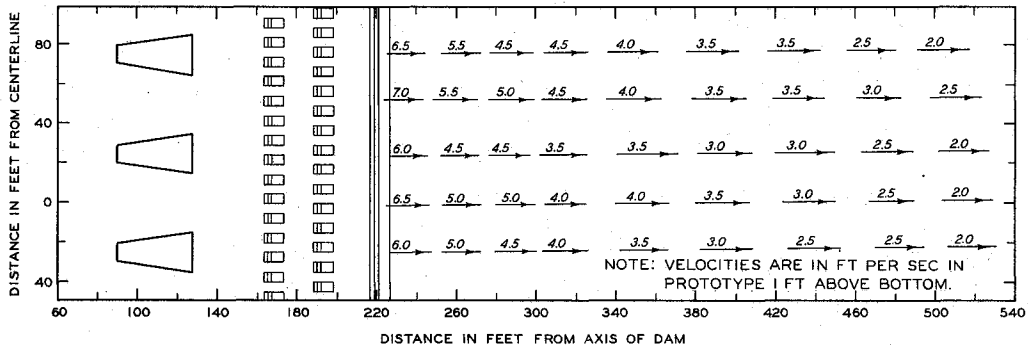 80
6.5 5.5 4.5 4.5 4.0 3.5 3.5 2.5 2.0
7.0 5.5 5.0 4.5 4.0 3.5 3.5 3.0 2.5
40
6.0 4.5 4.5 3.5 3.5 3.0 3.0 2.5 2.0
0
6.5 5.0 5.0 4.0 4.0 3.5 3.0 2.5 2.0
6.0 5.0 4.5 4.0 3.5 3.0 2.5 2.5 2.0
40
DISTANCE IN FEET FROM CENTERLINE
NOTE: VELOCITIES ARE IN FT PER SEC IN
PROTOTYPE 1 FT ABOVE BOTTOM.
60 100 140 180 220 260 300 340 380 420 460 500 540
DISTANCE IN FEET FROM AXIS OF DAM